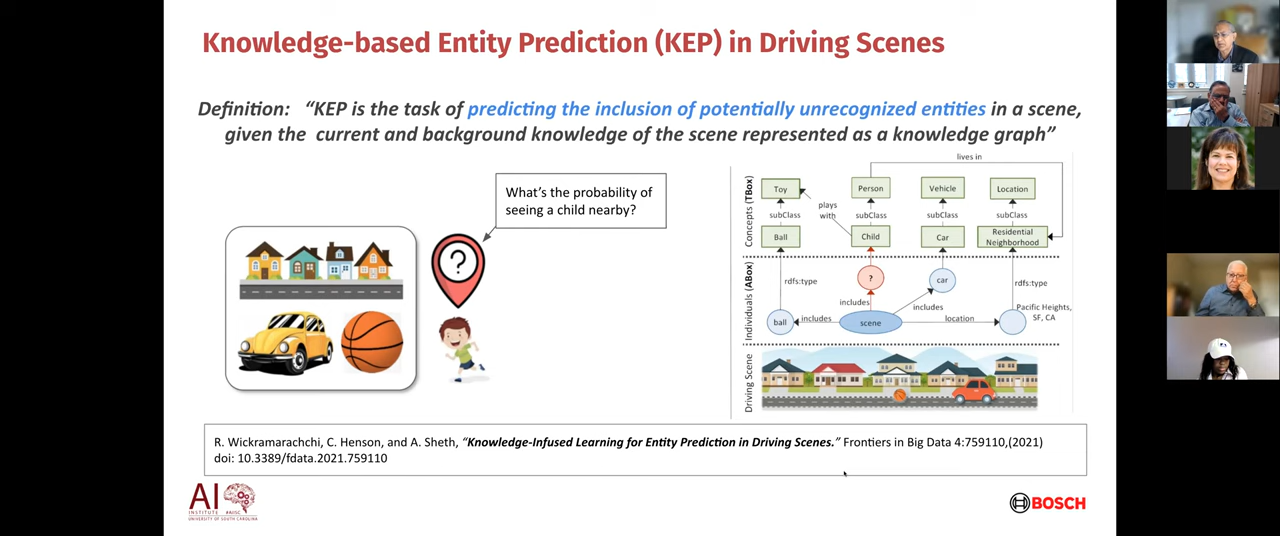 Knowledge-based Entity Prediction (KEP) in Driving Scenes
Definition: “KEP is the task of predicting the inclusion of potentially unrecognized entities in a scene,
given the current and background knowledge of the scene represented as a knowledge graph”
What's the probability of
seeing a child nearby?
?
lives in
Concepts (TBox)
Toy
Person
Vehicle
Location
subClass
plays
with
subClass
subClass
subClass
Ball
Child
Car
Residential
Neighborhood
Individuals (ABox)
rdfs:type
?
car
rdfs:type
includes
includes
Pacific Heights,
SF, CA
ball
includes
scene
location
Driving Scene
R. Wickramarachchi, C. Henson, and A. Sheth, “Knowledge-Infused Learning for Entity Prediction in Driving Scenes.” Frontiers in Big Data 4:759110,(2021)
doi: 10.3389/fdata.2021.759110
AI
INSTITUTE #AIISC
UNIVERSITY OF SOUTH CAROLINA
BOSCH